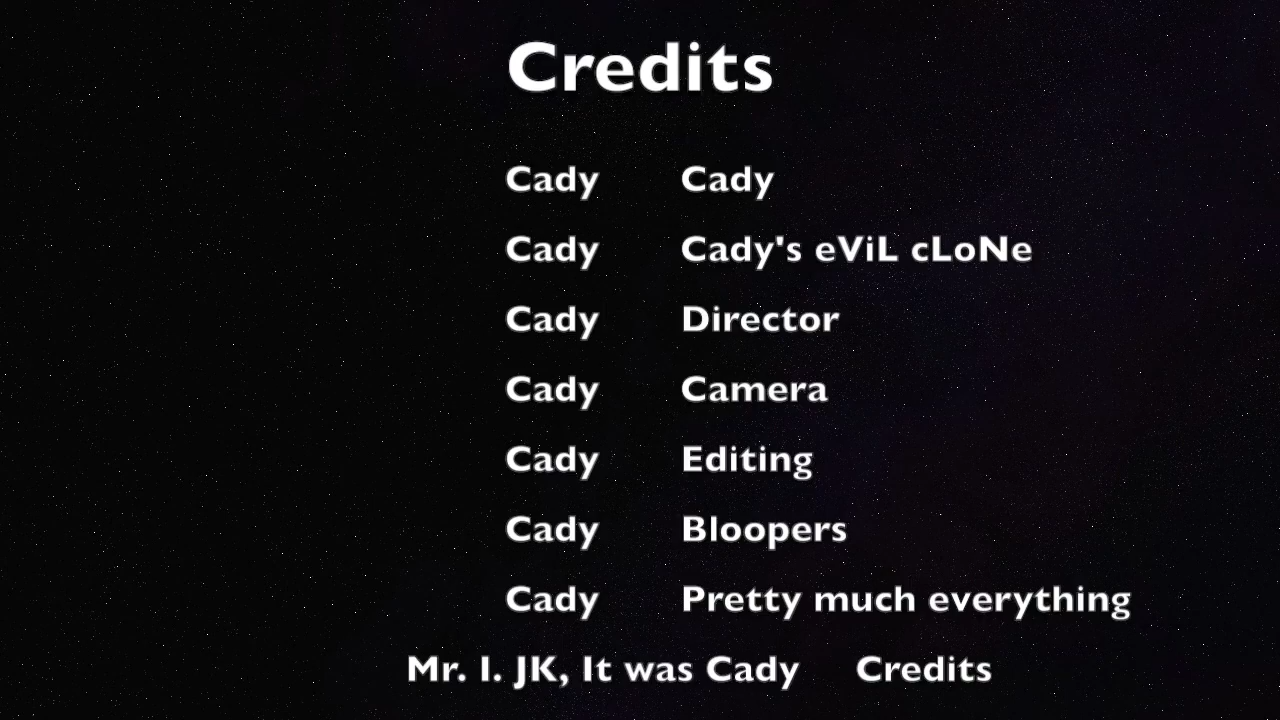 Credits
Cady Cady
Cady Cady's eViL cLoNe
Cady Director
Cady Camera
Cady Editing
Cady Bloopers
Cady Pretty much everything
Mr. I. JK, It was Cady Credits